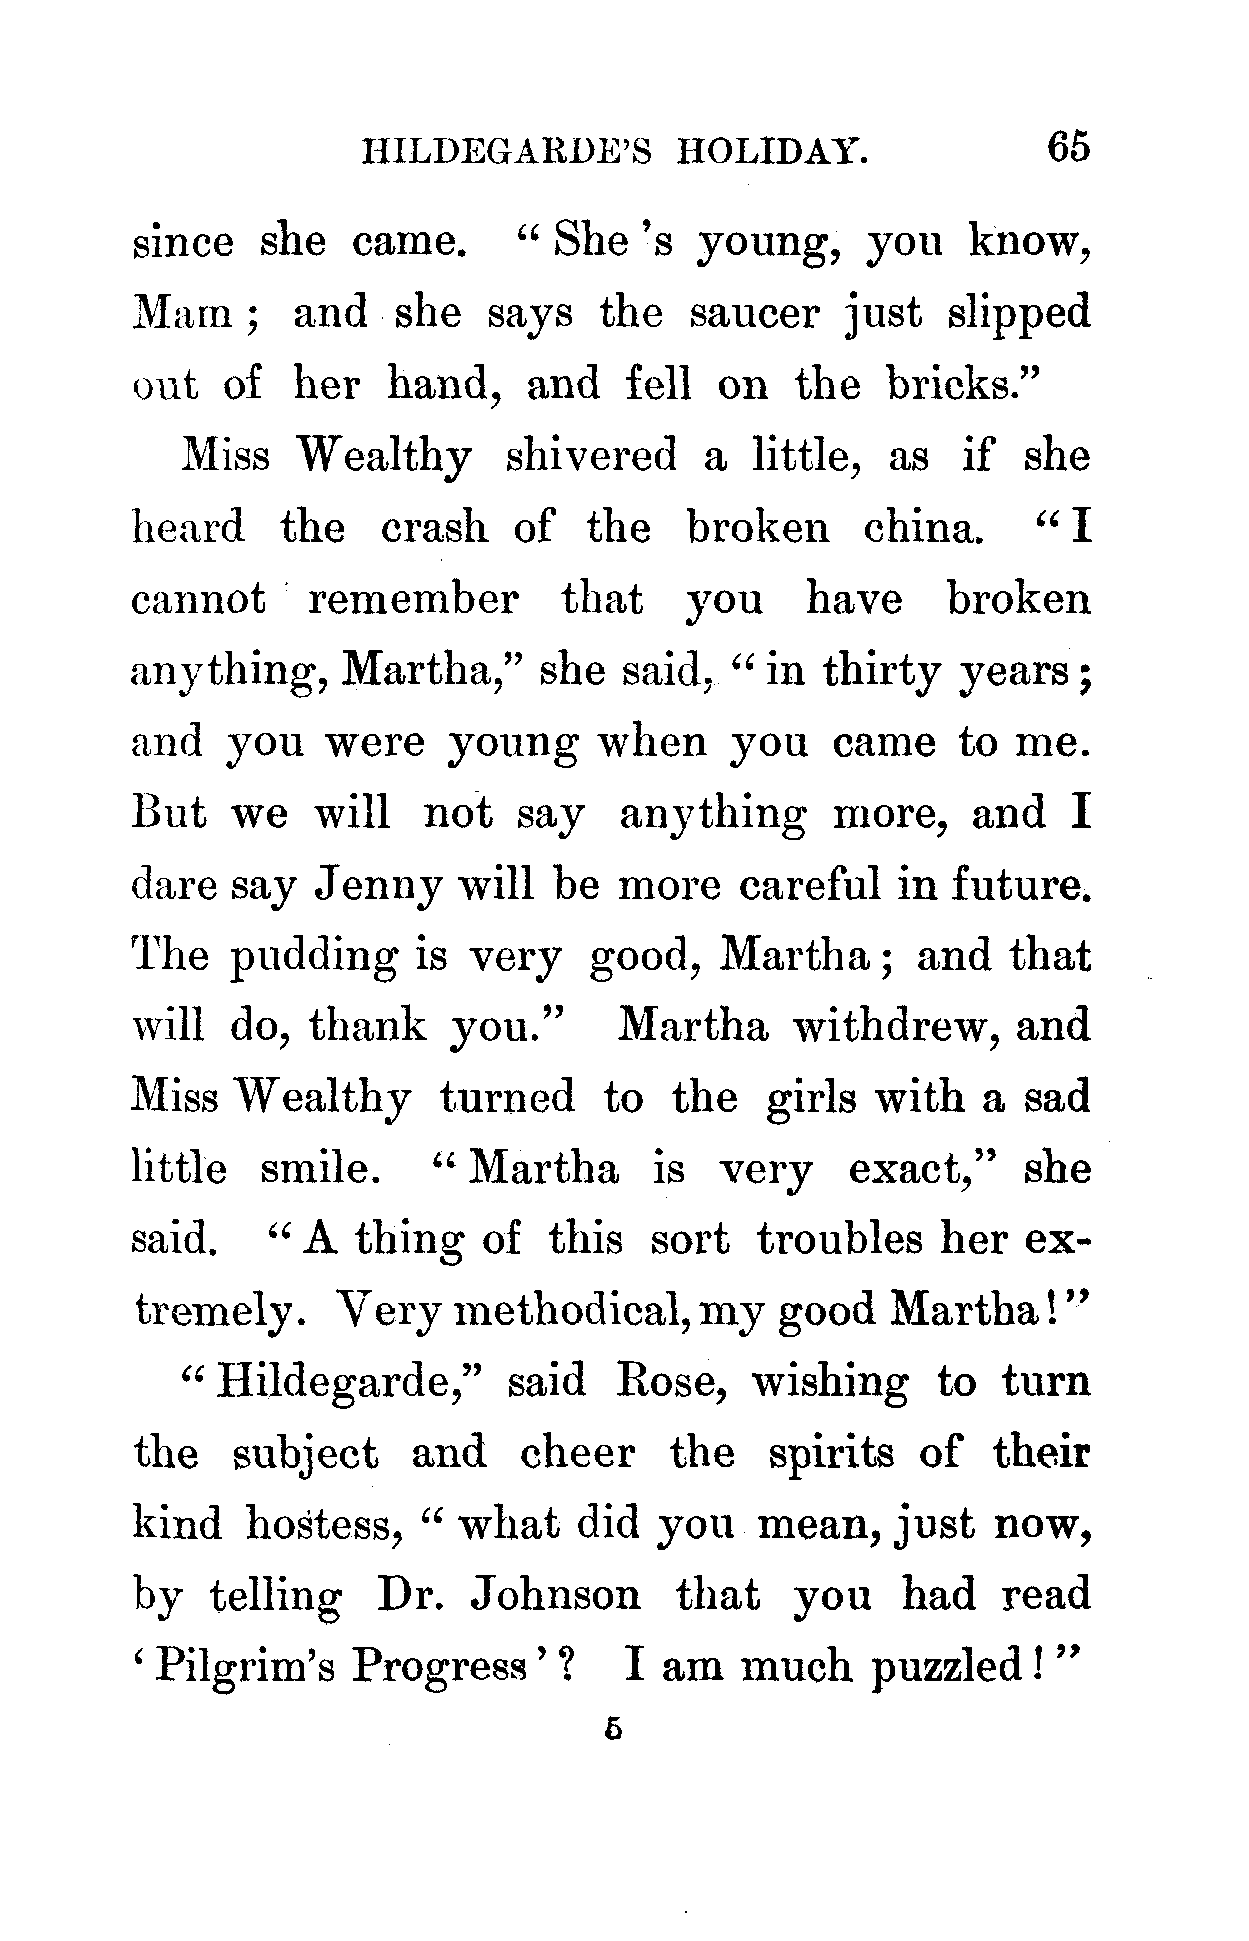 HILDEGARDE'S HOLIDAY. 65
since she came. “ She 's young, you know,
Mam ; and she says the saucer just slipped
out of her hand, and fell on the bricks.”
Miss Wealthy shivered a little, as if she
heard the crash of the broken china. “ I
cannot remember that you have broken
anything, Martha,” she said, “ in thirty years ;
and you were young when you came to me.
But we will not say anything more, and I
dare say Jenny will be more careful in future.
The pudding is very good, Martha ; and that
will do, thank you.” Martha withdrew, and
Miss Wealthy turned to the girls with a sad
little smile. “ Martha is very exact,” she
said. “ A thing of this sort troubles her ex-
tremely. Very methodical, my good Martha ! ”
“ Hildegarde,” said Rose, wishing to turn
the subject and cheer the spirits of their
kind hostess, “ what did you mean, just now,
by telling Dr. Johnson that you had read
‘ Pilgrim's Progress ’ ? I am much puzzled ! ”
5